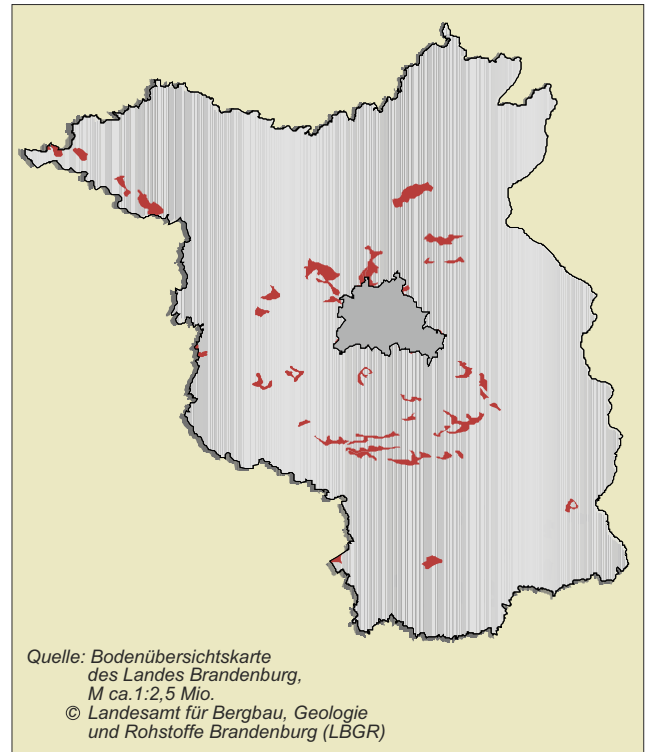 Quelle: Bodenübersichtskarte
des Landes Brandenburg,
M ca.1:2,5 Mio.
© Landesamt für Bergbau, Geologie
und Rohstoffe Brandenburg (LBGR)